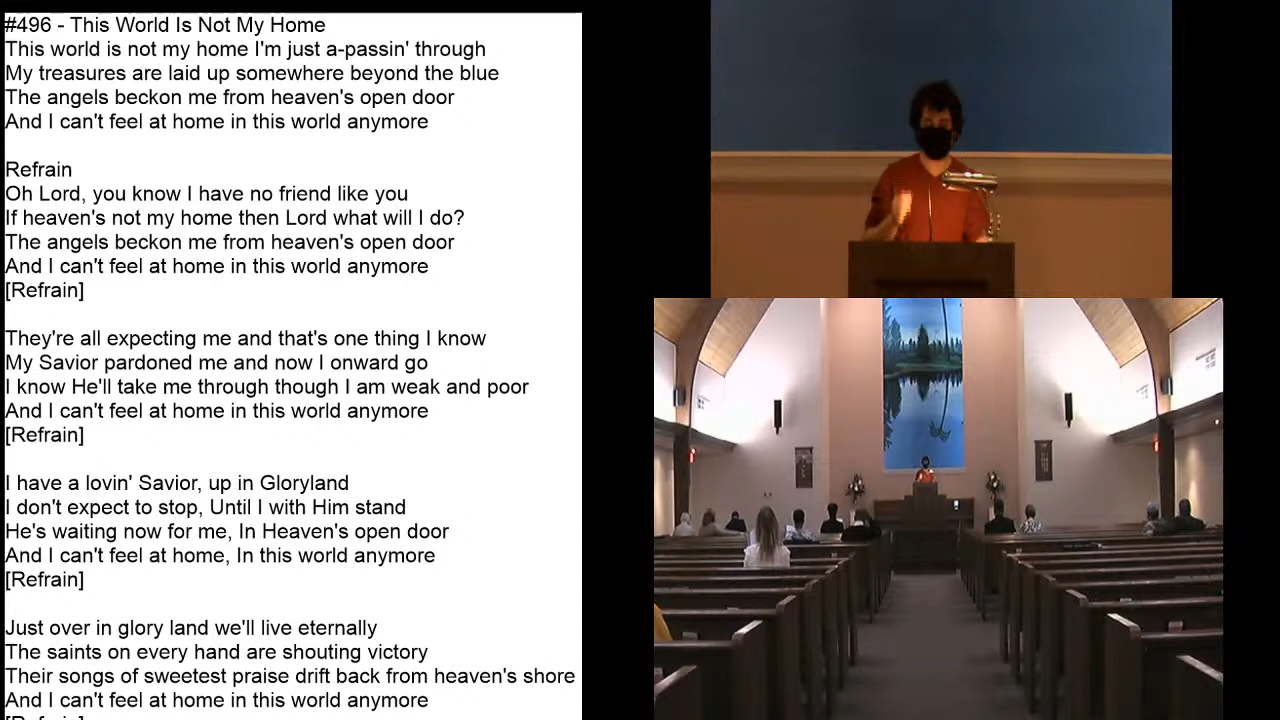 #496 - This World Is Not My Home
This world is not my home I'm just a-passin' through
My treasures are laid up somewhere beyond the blue
The angels beckon me from heaven's open door
And I can't feel at home in this world anymore
Refrain
Oh Lord, you know I have no friend like you
If heaven's not my home then Lord what will I do?
The angels beckon me from heaven's open door
And I can't feel at home in this world anymore
[Refrain]
They're all expecting me and that's one thing I know
My Savior pardoned me and now I onward go
I know He'll take me through though I am weak and poor
And I can't feel at home in this world anymore
[Refrain]
I have a lovin' Savior, up in Gloryland
I don't expect to stop, Until I with Him stand
He's waiting now for me, In Heaven's open door
And I can't feel at home, In this world anymore
[Refrain]
Just over in glory land we'll live eternally
The saints on every hand are shouting victory
Their songs of sweetest praise drift back from heaven's shore
And I can't feel at home in this world anymore
[Refrain]